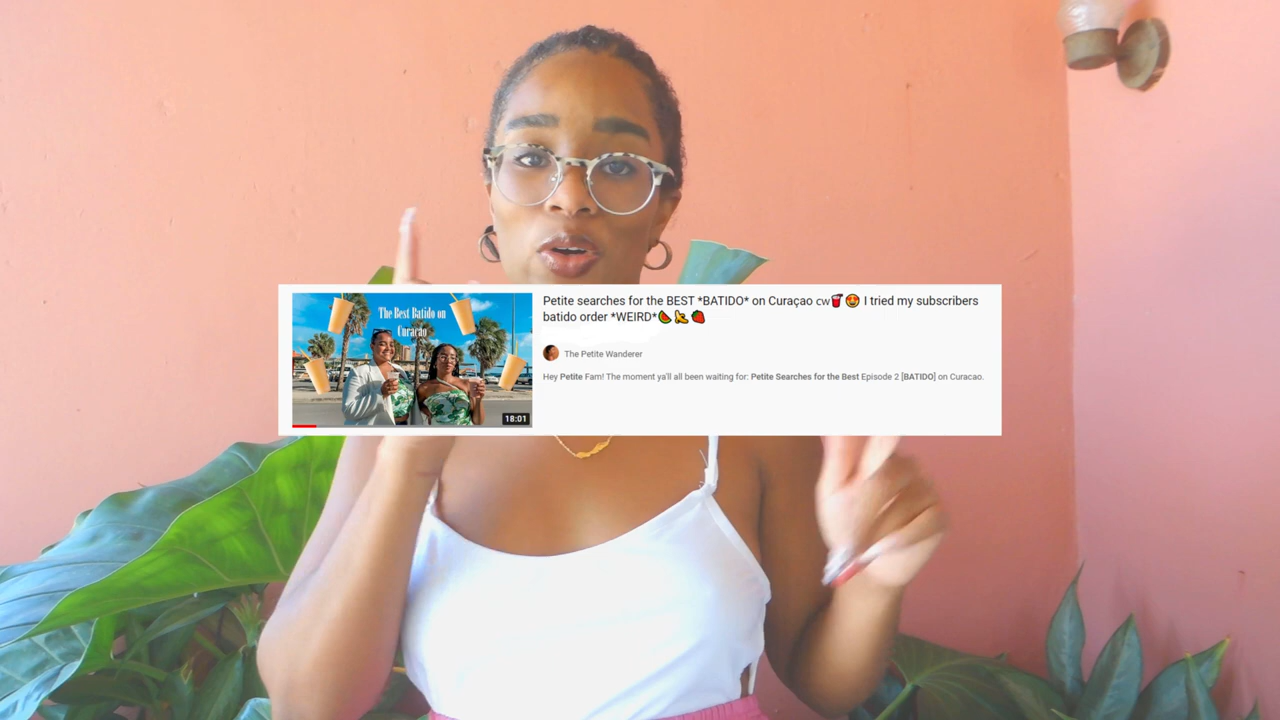 The Best Batido on
Curaçao
18:01
Petite searches for the BEST *BATIDO* on Curaçao cw🥤😍 I tried my subscribers
batido order *WEIRD*🍉🍌🍓
The Petite Wanderer
Hey Petite Fam! The moment ya'll all been waiting for: Petite Searches for the Best Episode 2 [BATIDO] on Curacao.